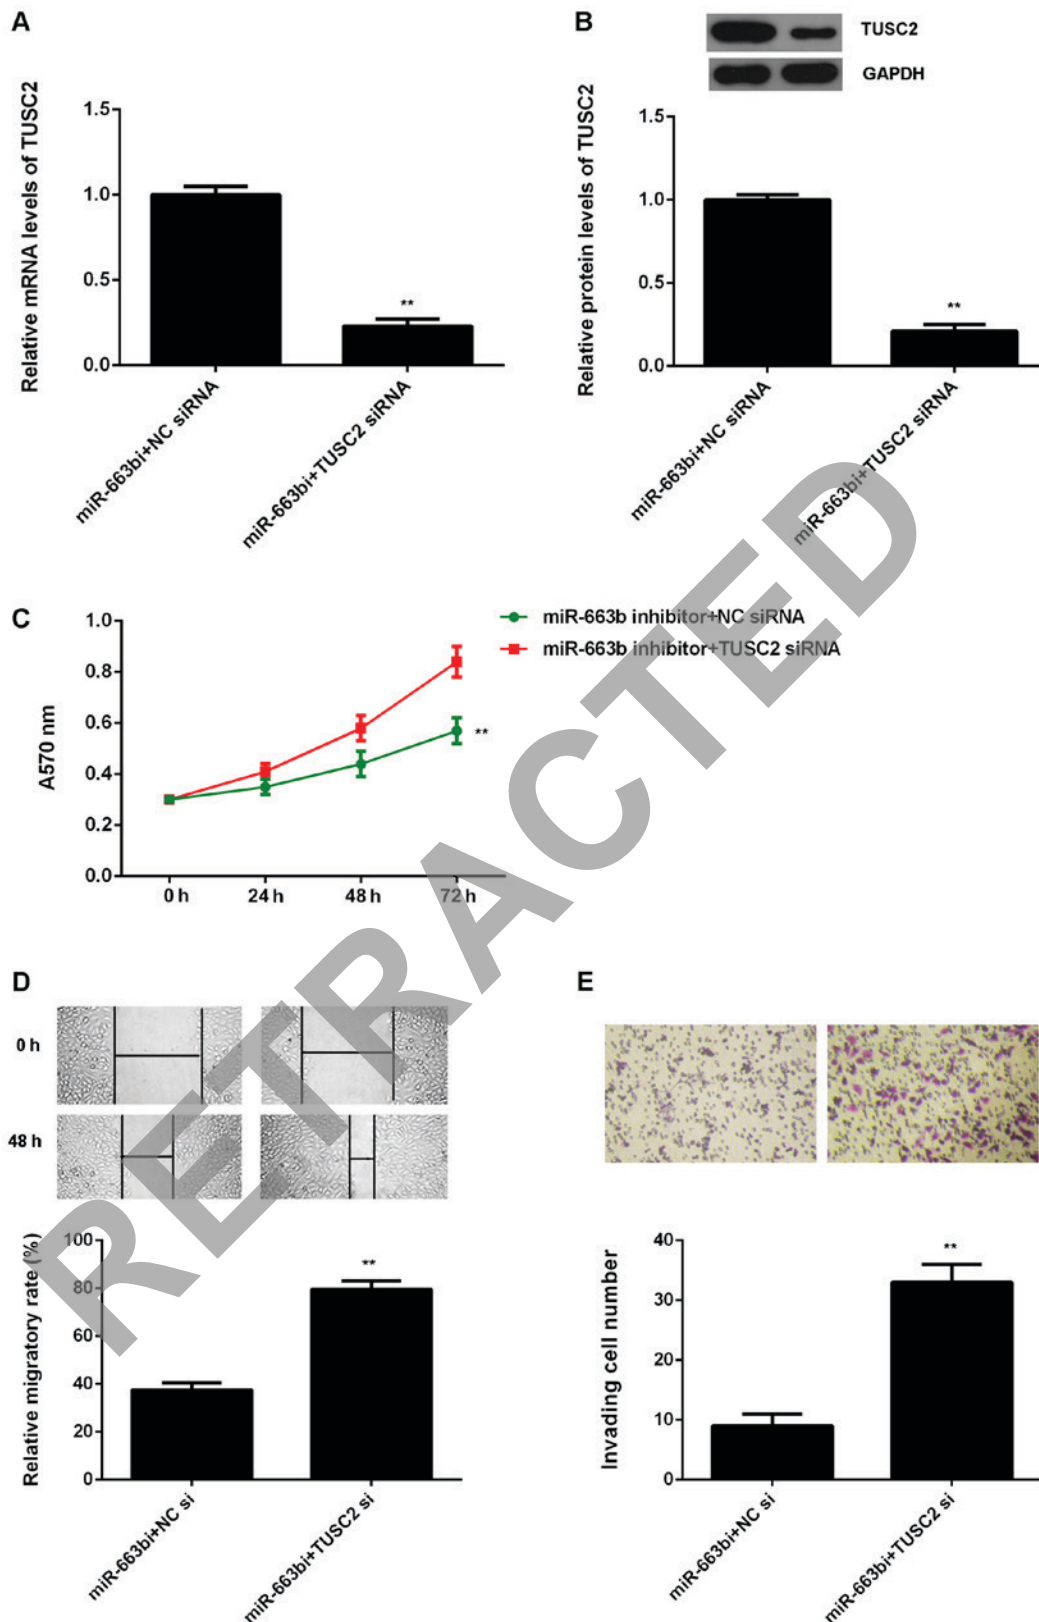 A
Relative mRNA levels of TUSC2
1.5
1.0
0.5
0.0
**
miR-663bi+NC siRNA
miR-663bi+TUSC2 siRNA
B
TUSC2
GAPDH
Relative protein levels of TUSC2
1.5
1.0
0.5
0.0
**
miR-663bi+NC siRNA
miR-663bi+TUSC2 siRNA
C
A570 nm
1.0
0.8
0.6
0.4
0.2
0.0
0 h
24 h
48 h
72 h
**
miR-663b inhibitor+NC siRNA
miR-663b inhibitor+TUSC2 siRNA
D
0 h
48 h
Relative migratory rate (%)
100
80
60
40
20
0
**
miR-663bi+NC si
miR-663bi+TUSC2 si
E
Invading cell number
40
30
20
10
0
**
miR-663bi+NC si
miR-663bi+TUSC2 si
RETRACTED